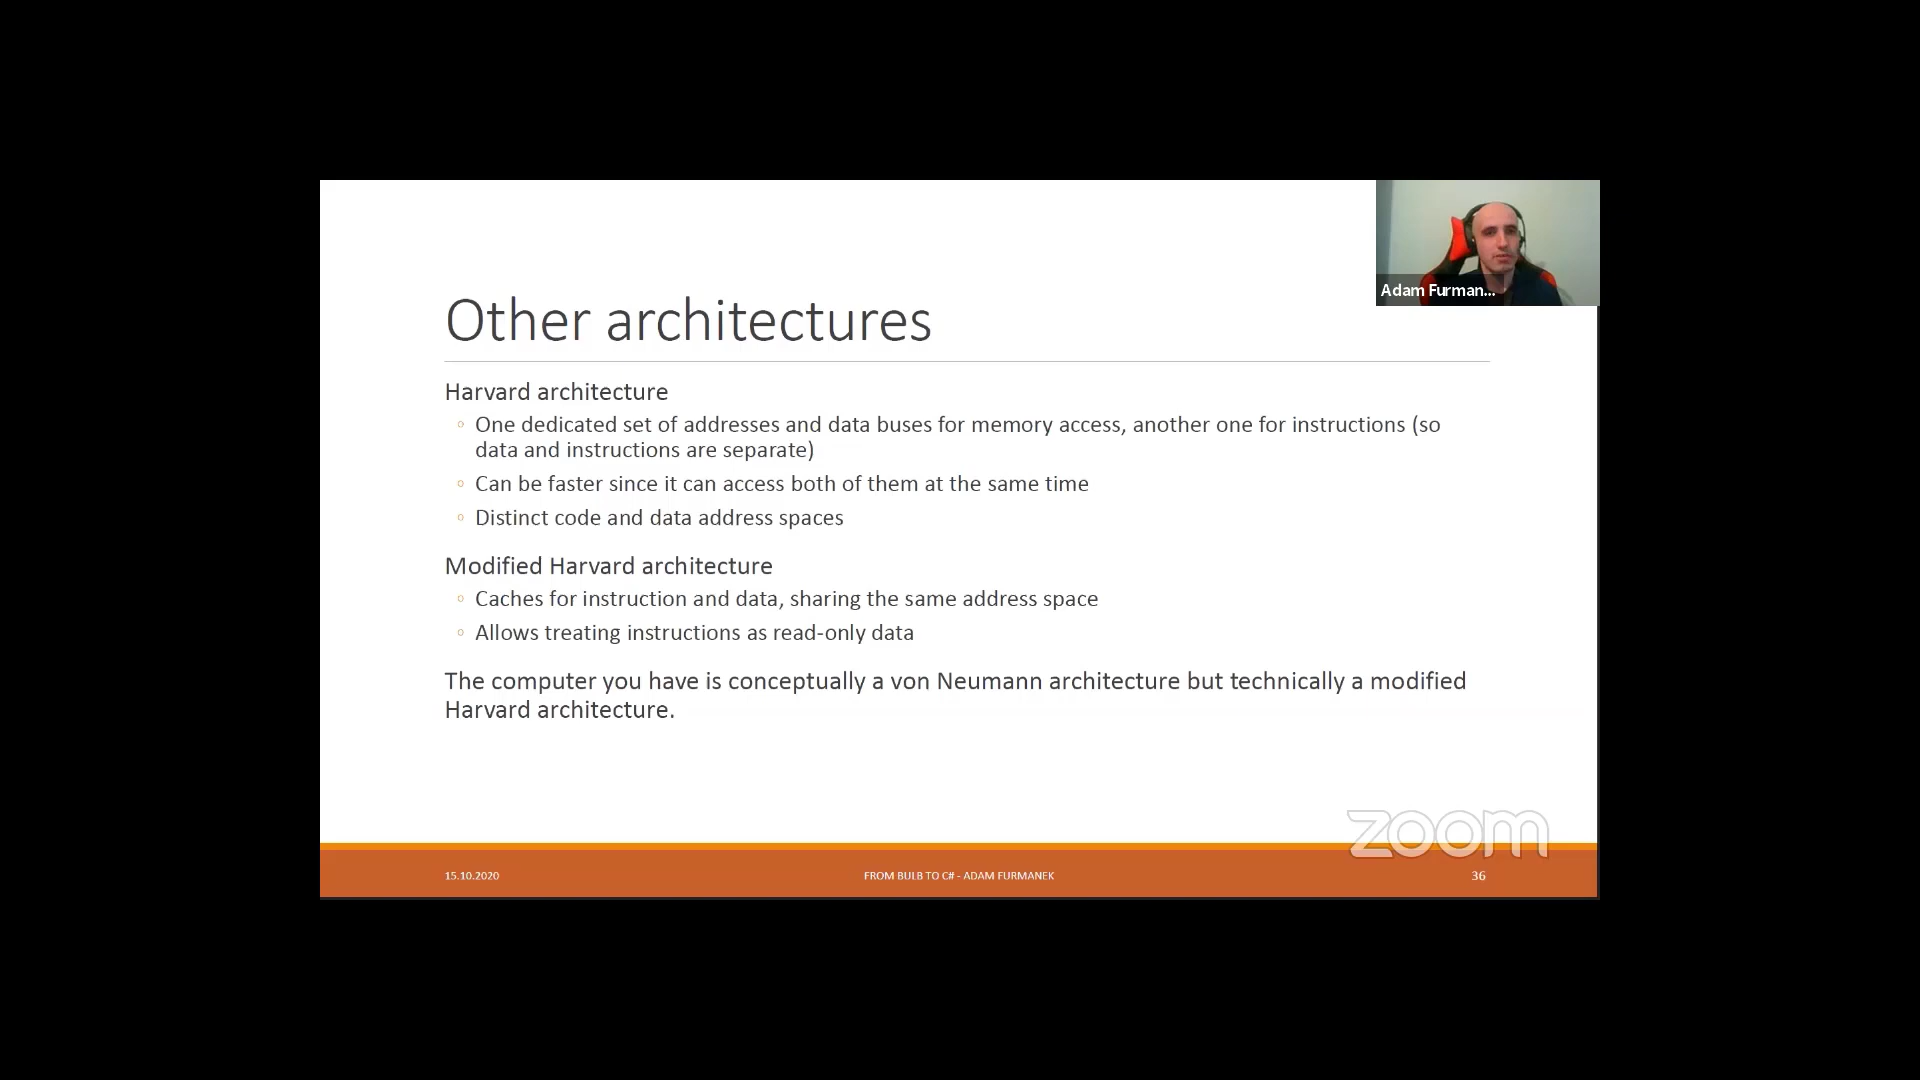 Adam Furman...
Other architectures
Harvard architecture
◦ One dedicated set of addresses and data buses for memory access, another one for instructions (so
data and instructions are separate)
◦ Can be faster since it can access both of them at the same time
◦ Distinct code and data address spaces
Modified Harvard architecture
◦ Caches for instruction and data, sharing the same address space
◦ Allows treating instructions as read-only data
The computer you have is conceptually a von Neumann architecture but technically a modified
Harvard architecture.
zoom
15.10.2020
FROM BULB TO C# - ADAM FURMANEK
36